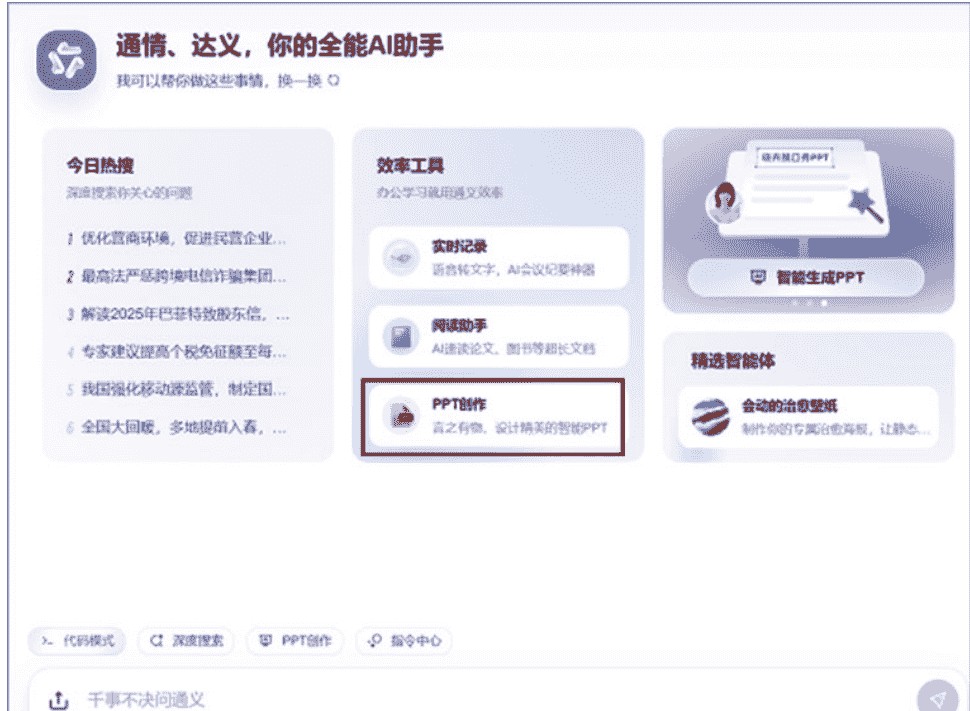 通情、达义，你的全能AI助手
我可以帮你做这些事情，换一换
今日热搜
深度搜索你关心的问题
1 优化营商环境，促进民营企业...
2 最高法严惩跨境电信诈骗集团...
3 解读2025年巴菲特致股东信，...
4 专家建议提高个税免征额至每...
5 我国强化移动源监管，制定国...
6 全国大回暖，多地提前入春，...
效率工具
办公学习就用通义效率
实时记录
语音转文字，AI会议纪要神器
阅读助手
AI速读论文、图书等超长文档
PPT创作
言之有物、设计精美的智能PPT
智能生成PPT
精选智能体
会动的治愈壁纸
制作你的专属治愈海报，让静态...
代码模式
深度搜索
PPT创作
指令中心
千事不决问通义